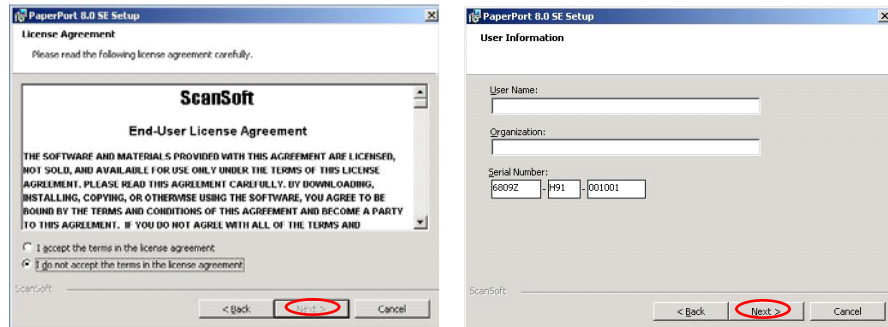 PaperPort 8.0 SE Setup
License Agreement
Please read the following license agreement carefully.
ScanSoft
End-User License Agreement
THE SOFTWARE AND MATERIALS PROVIDED WITH THIS AGREEMENT ARE LICENSED,
NOT SOLD, AND AVAILABLE FOR USE ONLY UNDER THE TERMS OF THIS LICENSE
AGREEMENT. PLEASE READ THIS AGREEMENT CAREFULLY. BY DOWNLOADING,
INSTALLING, COPYING, OR OTHERWISE USING THE SOFTWARE, YOU AGREE TO BE
BOUND BY THE TERMS AND CONDITIONS OF THIS AGREEMENT AND BECOME A PARTY
TO THIS AGREEMENT. IF YOU DO NOT AGREE WITH ALL OF THE TERMS AND
I accept the terms in the license agreement
I do not accept the terms in the license agreement
ScanSoft
< Back Next > Cancel
PaperPort 8.0 SE Setup
User Information
User Name:
Organization:
Serial Number:
6809Z - H91 - 001001
ScanSoft
< Back Next > Cancel